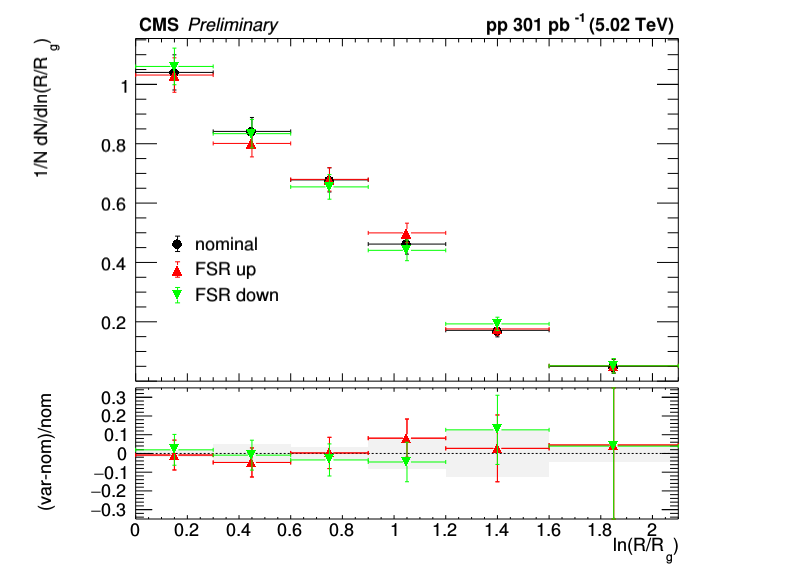 CMS Preliminary pp 301 pb -1 (5.02 TeV)
1/N dN/dln(R/Rg)
1
0.8
0.6
0.4
0.2
nominal
FSR up
FSR down
(var-nom)/nom
0.3
0.2
0.1
0
−0.1
−0.2
−0.3
0 0.2 0.4 0.6 0.8 1 1.2 1.4 1.6 1.8 2
ln(R/Rg)